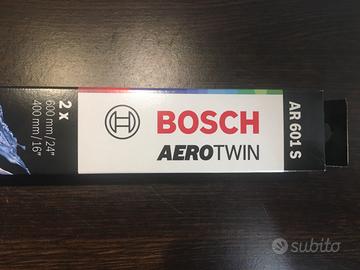 2 x
600 mm / 24"
400 mm / 16"
BOSCH
AEROTWIN
AR 601 S
subito